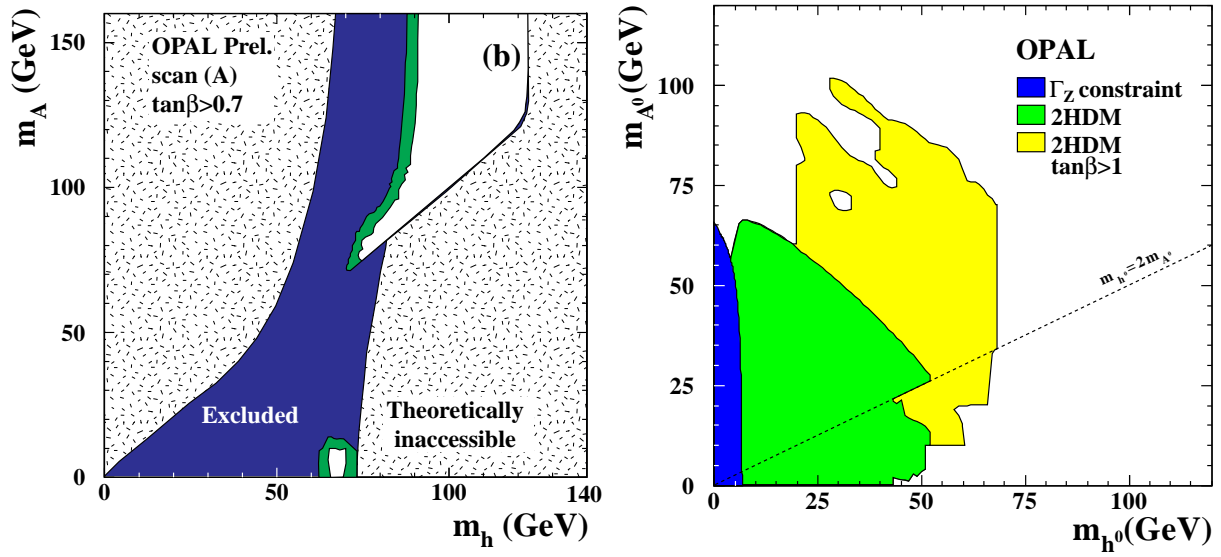 m_A (GeV)
150
100
50
0
OPAL Prel.
scan (A)
tanβ>0.7
(b)
Excluded
Theoretically
inaccessible
0 50 100 140
m_h (GeV)
m_A⁰ (GeV)
100
75
50
25
0
OPAL
Γ_Z constraint
2HDM
2HDM
tanβ>1
m_h⁰ = 2 m_A⁰
0 25 50 75 100
m_h⁰ (GeV)